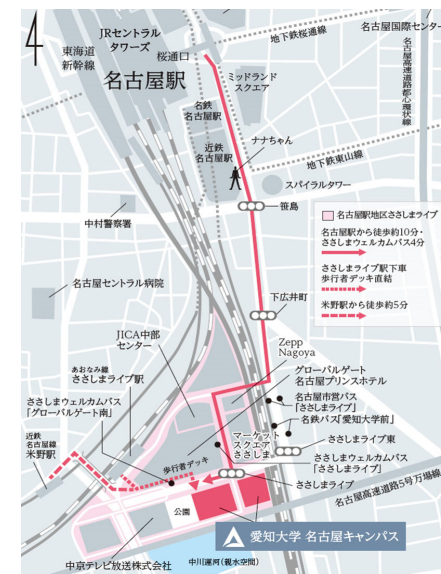 JRセントラル
タワーズ
桜通口
地下鉄桜通線
名古屋国際センター
名古屋高速道路都心環状線
東海道
新幹線
名古屋駅
ミッドランド
スクエア
名鉄
名古屋駅
ナナちゃん
近鉄
名古屋駅
地下鉄東山線
スパイラルタワー
笹島
中村警察署
名古屋駅地区ささしまライブ
名古屋駅から徒歩約10分・
ささしまウェルカムバス4分
ささしまライブ駅下車
歩行者デッキ直結
米野駅から徒歩約5分
名古屋セントラル病院
下広井町
JICA中部
センター
Zepp
Nagoya
あおなみ線
ささしまライブ駅
グローバルゲート
名古屋プリンスホテル
ささしまウェルカムバス
「グローバルゲート南」
名古屋市営バス
「ささしまライブ」
名鉄バス「愛知大学前」
マーケット
スクエア
ささしま
ささしまライブ東
近鉄
名古屋線
米野駅
歩行者デッキ
ささしまウェルカムバス
「ささしまライブ」
ささしまライブ
名古屋高速道路5号万場線
公園
愛知大学 名古屋キャンパス
中京テレビ放送株式会社
中川運河(親水空間)